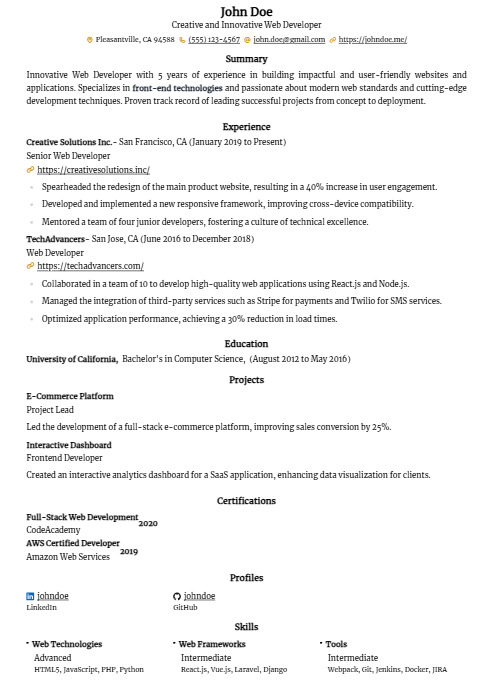 John Doe
Creative and Innovative Web Developer
Pleasantville, CA 94588 (555) 123-4567 john.doe@gmail.com https://johndoe.me/
Summary
Innovative Web Developer with 5 years of experience in building impactful and user-friendly websites and
applications. Specializes in front-end technologies and passionate about modern web standards and cutting-edge
development techniques. Proven track record of leading successful projects from concept to deployment.
Experience
Creative Solutions Inc.- San Francisco, CA (January 2019 to Present)
Senior Web Developer
https://creativesolutions.inc/
Spearheaded the redesign of the main product website, resulting in a 40% increase in user engagement.
Developed and implemented a new responsive framework, improving cross-device compatibility.
Mentored a team of four junior developers, fostering a culture of technical excellence.
TechAdvancers- San Jose, CA (June 2016 to December 2018)
Web Developer
https://techadvancers.com/
Collaborated in a team of 10 to develop high-quality web applications using React.js and Node.js.
Managed the integration of third-party services such as Stripe for payments and Twilio for SMS services.
Optimized application performance, achieving a 30% reduction in load times.
Education
University of California, Bachelor's in Computer Science, (August 2012 to May 2016)
Projects
E-Commerce Platform
Project Lead
Led the development of a full-stack e-commerce platform, improving sales conversion by 25%.
Interactive Dashboard
Frontend Developer
Created an interactive analytics dashboard for a SaaS application, enhancing data visualization for clients.
Certifications
Full-Stack Web Development 2020
CodeAcademy
AWS Certified Developer 2019
Amazon Web Services
Profiles
johndoe johndoe
LinkedIn GitHub
Skills
Web Technologies Web Frameworks Tools
Advanced Intermediate Intermediate
HTML5, JavaScript, PHP, Python React.js, Vue.js, Laravel, Django Webpack, Git, Jenkins, Docker, JIRA